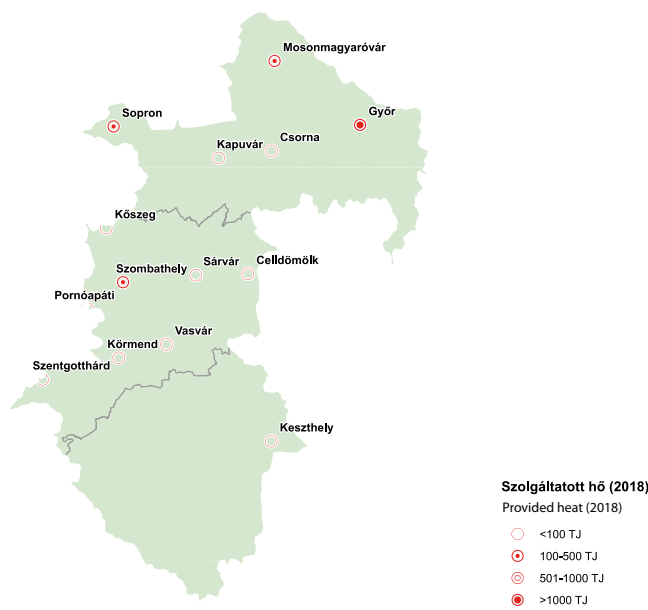 Mosonmagyaróvár
Sopron
Győr
Csorna
Kapuvár
Kőszeg
Szombathely
Sárvár
Celldömölk
Pornóapáti
Vasvár
Körmend
Szentgotthárd
Keszthely
Szolgáltatott hő (2018)
Provided heat (2018)
<100 TJ
100-500 TJ
501-1000 TJ
>1000 TJ